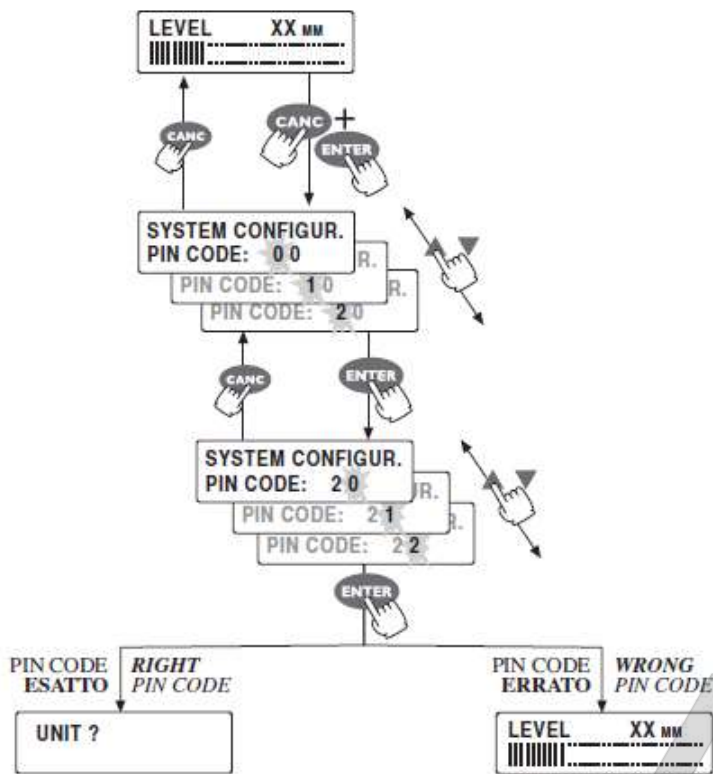 LEVEL XX MM
CANC
CANC +
ENTER
SYSTEM CONFIGUR.
PIN CODE: 0 0
R.
PIN CODE: 1 0
R.
PIN CODE: 2 0
CANC
ENTER
SYSTEM CONFIGUR.
PIN CODE: 2 0
UR.
PIN CODE: 2 1
R.
PIN CODE: 2 2
ENTER
PIN CODE RIGHT
ESATTO PIN CODE
PIN CODE WRONG
ERRATO PIN CODE
UNIT ?
LEVEL XX MM